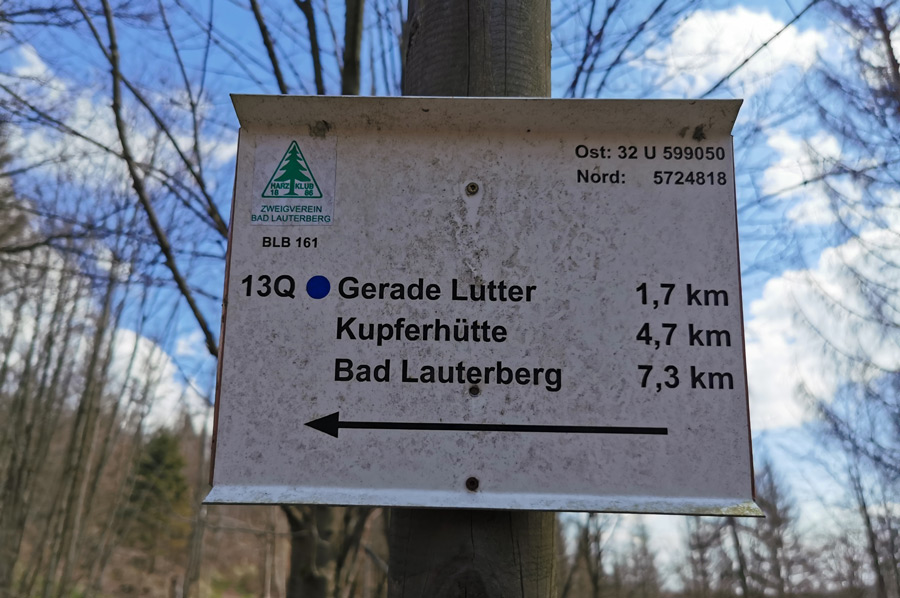 HARZ KLUB
18 86
ZWEIGVEREIN
BAD LAUTERBERG
BLB 161
Ost: 32 U 599050
Nord: 5724818
13Q Gerade Lutter 1,7 km
Kupferhütte 4,7 km
Bad Lauterberg 7,3 km